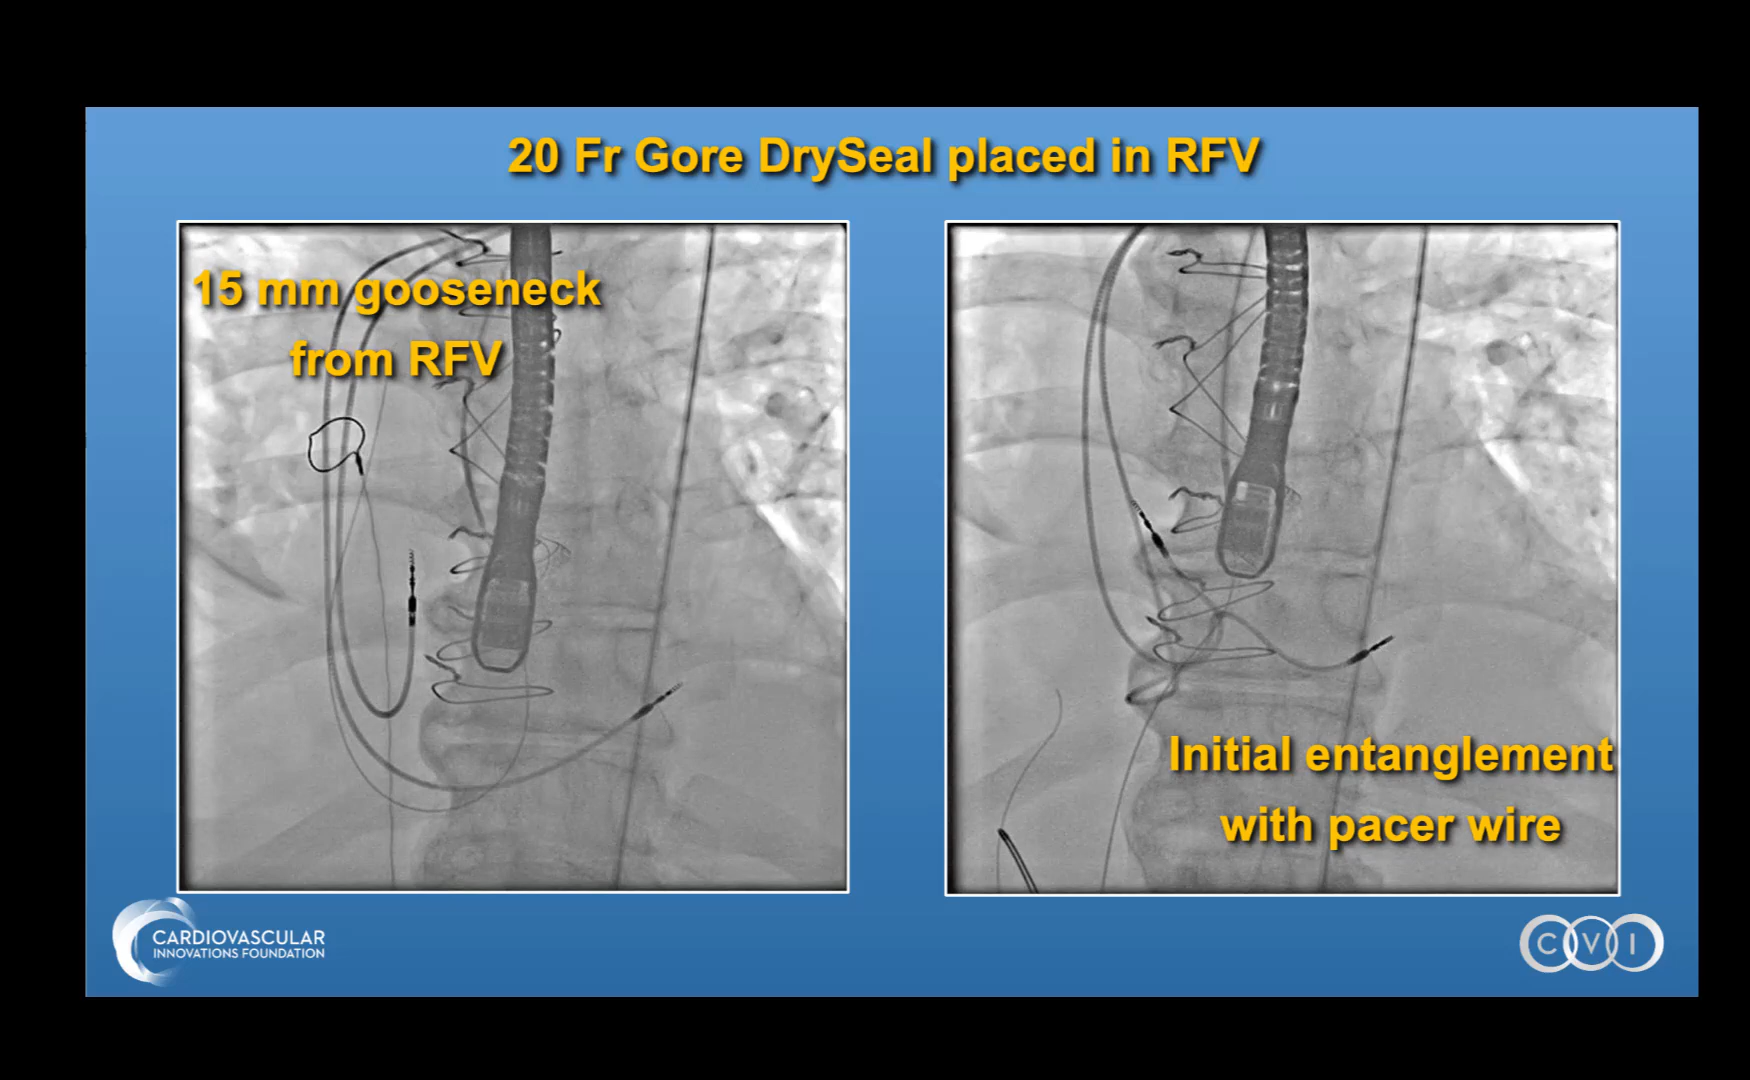 20 Fr Gore DrySeal placed in RFV
15 mm gooseneck
from RFV
Initial entanglement
with pacer wire
CARDIOVASCULAR
INNOVATIONS FOUNDATION
CVI